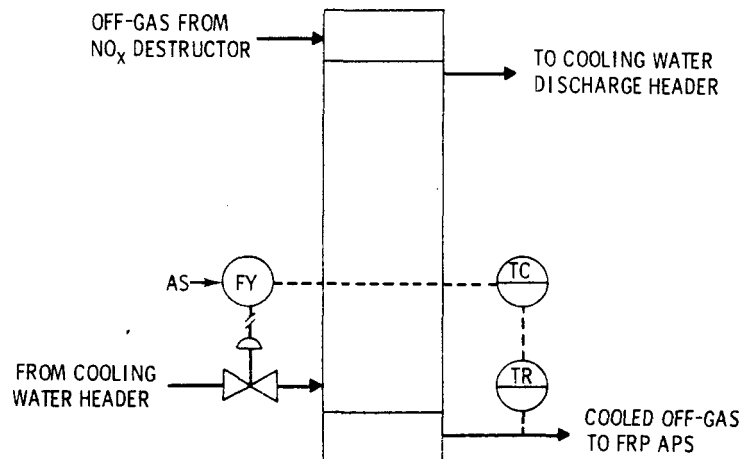 OFF-GAS FROM
NOx DESTRUCTOR
TO COOLING WATER
DISCHARGE HEADER
AS
FY
TC
FROM COOLING
WATER HEADER
TR
COOLED OFF-GAS
TO FRP APS